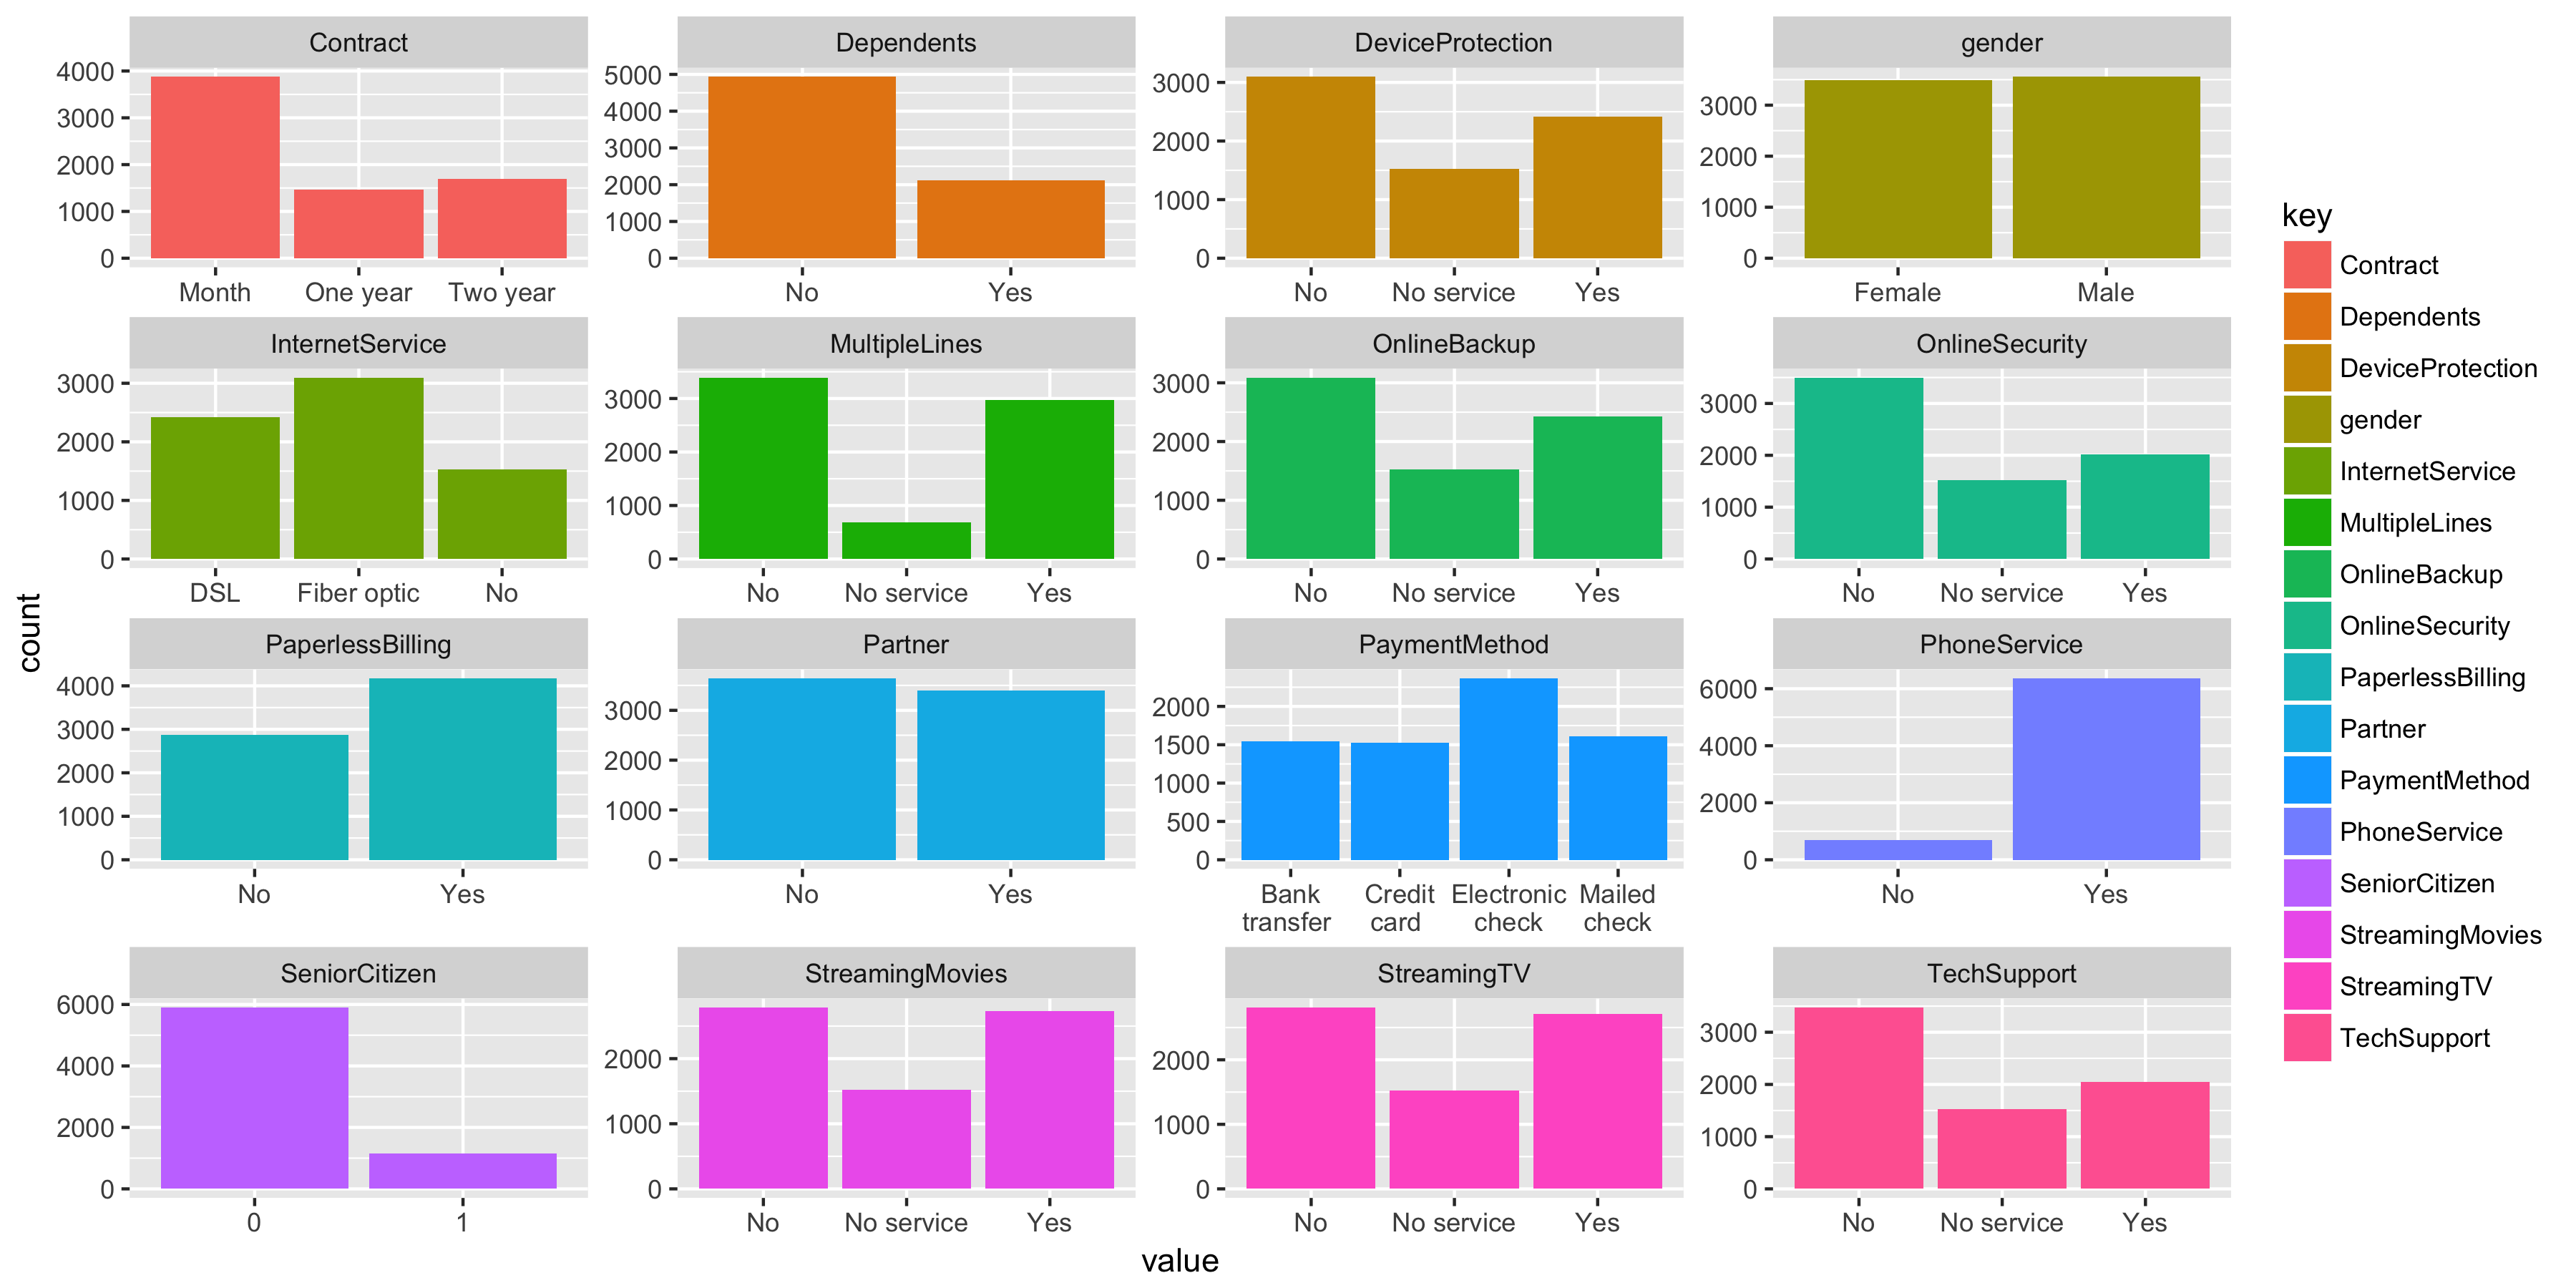 Contract
4000
3000
2000
1000
0
Month One year Two year
Dependents
5000
4000
3000
2000
1000
0
No Yes
DeviceProtection
3000
2000
1000
0
No No service Yes
gender
3000
2000
1000
0
Female Male
InternetService
3000
2000
1000
0
DSL Fiber optic No
MultipleLines
3000
2000
1000
0
No No service Yes
OnlineBackup
3000
2000
1000
0
No No service Yes
OnlineSecurity
3000
2000
1000
0
No No service Yes
PaperlessBilling
4000
3000
2000
1000
0
No Yes
Partner
3000
2000
1000
0
No Yes
PaymentMethod
2000
1500
1000
500
0
Bank Credit Electronic Mailed
transfer card check check
PhoneService
6000
4000
2000
0
No Yes
SeniorCitizen
6000
4000
2000
0
0 1
StreamingMovies
2000
1000
0
No No service Yes
StreamingTV
2000
1000
0
No No service Yes
TechSupport
3000
2000
1000
0
No No service Yes
count
value
key
Contract
Dependents
DeviceProtection
gender
InternetService
MultipleLines
OnlineBackup
OnlineSecurity
PaperlessBilling
Partner
PaymentMethod
PhoneService
SeniorCitizen
StreamingMovies
StreamingTV
TechSupport